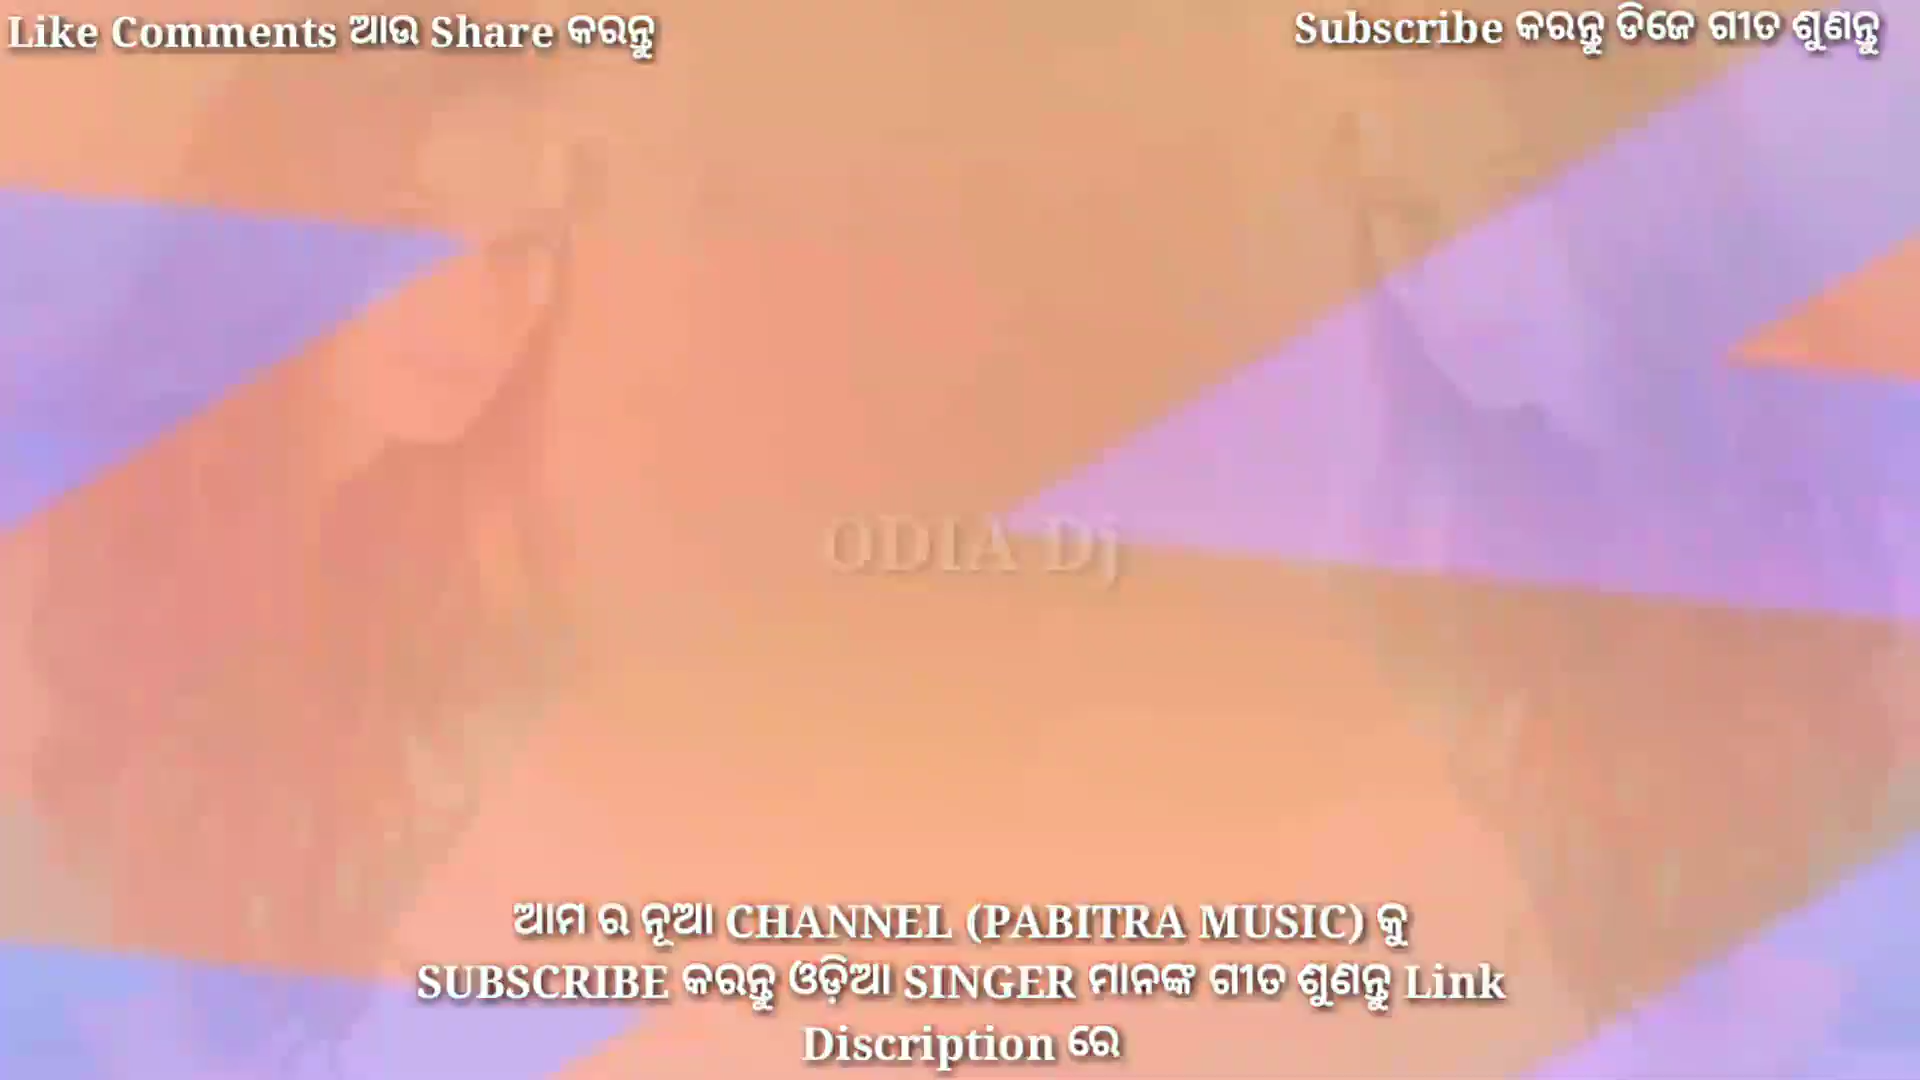 Like Comments ଆଉ Share କରନ୍ତୁ
Subscribe କରନ୍ତୁ ଡିଜେ ଗୀତ ଶୁଣନ୍ତୁ
ODIA Dj
ଆମ ର ନୂଆ CHANNEL (PABITRA MUSIC) କୁ
SUBSCRIBE କରନ୍ତୁ ଓଡ଼ିଆ SINGER ମାନଙ୍କ ଗୀତ ଶୁଣନ୍ତୁ Link
Discription ରେ